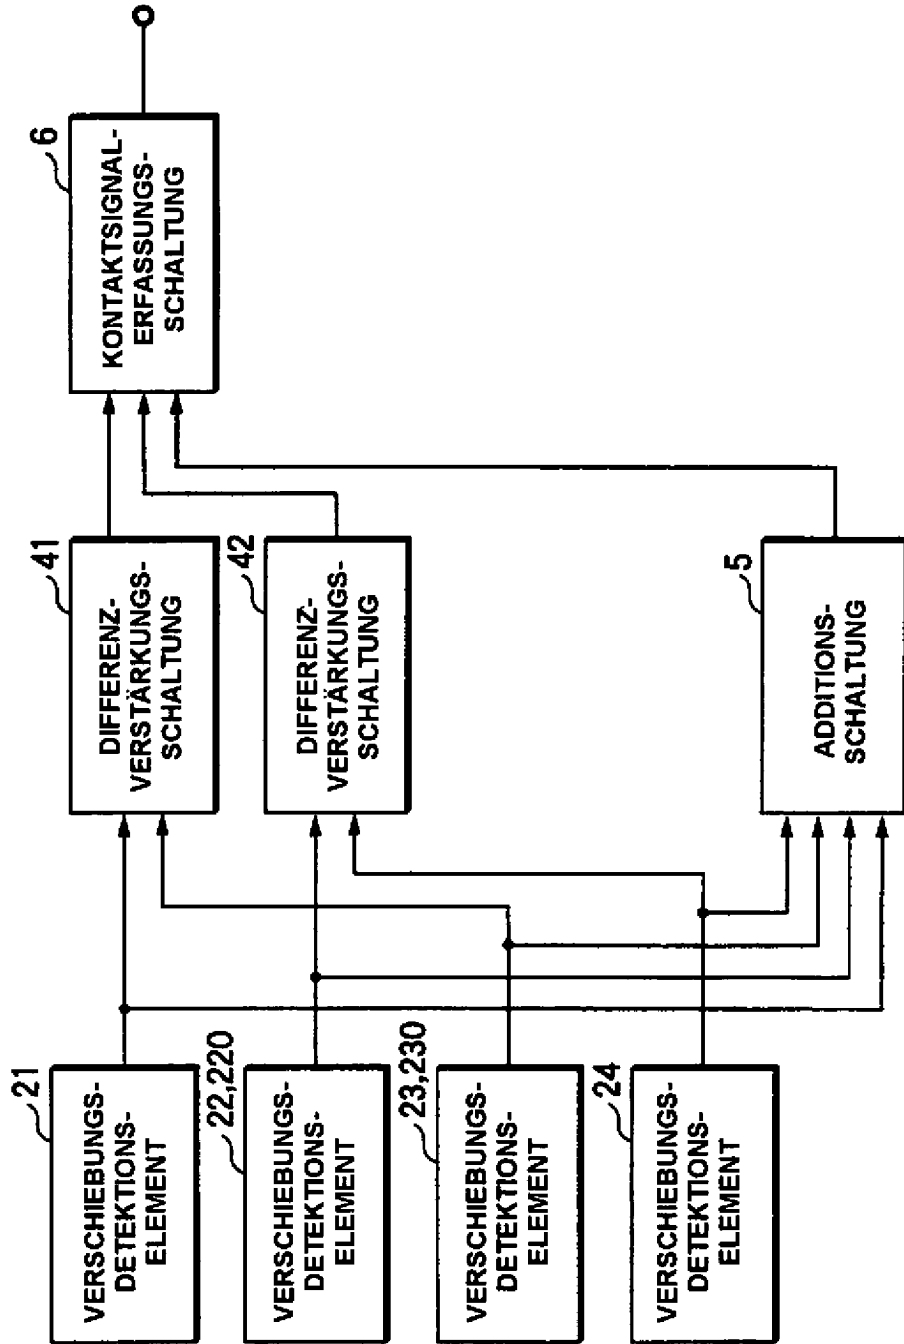 21
VERSCHIEBUNGS-
DETEKTIONS-
ELEMENT
22,220
VERSCHIEBUNGS-
DETEKTIONS-
ELEMENT
23,230
VERSCHIEBUNGS-
DETEKTIONS-
ELEMENT
24
VERSCHIEBUNGS-
DETEKTIONS-
ELEMENT
41
DIFFERENZ-
VERSTÄRKUNGS-
SCHALTUNG
42
DIFFERENZ-
VERSTÄRKUNGS-
SCHALTUNG
5
ADDITIONS-
SCHALTUNG
6
KONTAKTSIGNAL-
ERFASSUNGS-
SCHALTUNG